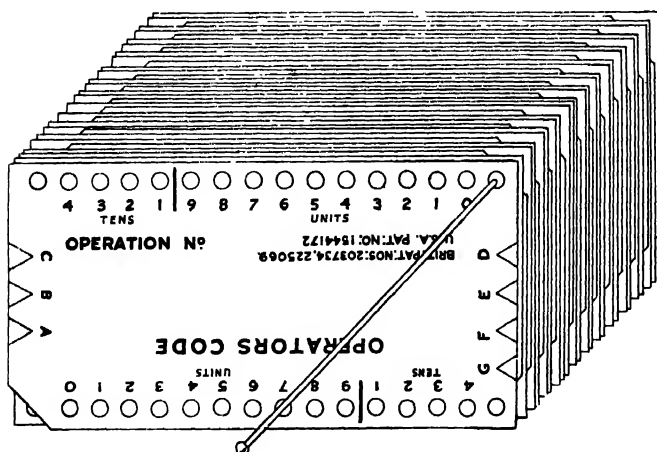 4 3 2 1 9 8 7 6 5 4 3 2 1 0
TENS UNITS
OPERATION Nº
BRIT. PAT. NOS: 203734, 225069.
U.S.A. PAT. NO: 1544172
C
B
A
D
E
F
G
OPERATORS CODE
UNITS TENS
0 1 2 3 4 5 6 7 8 9 1 2 3 4